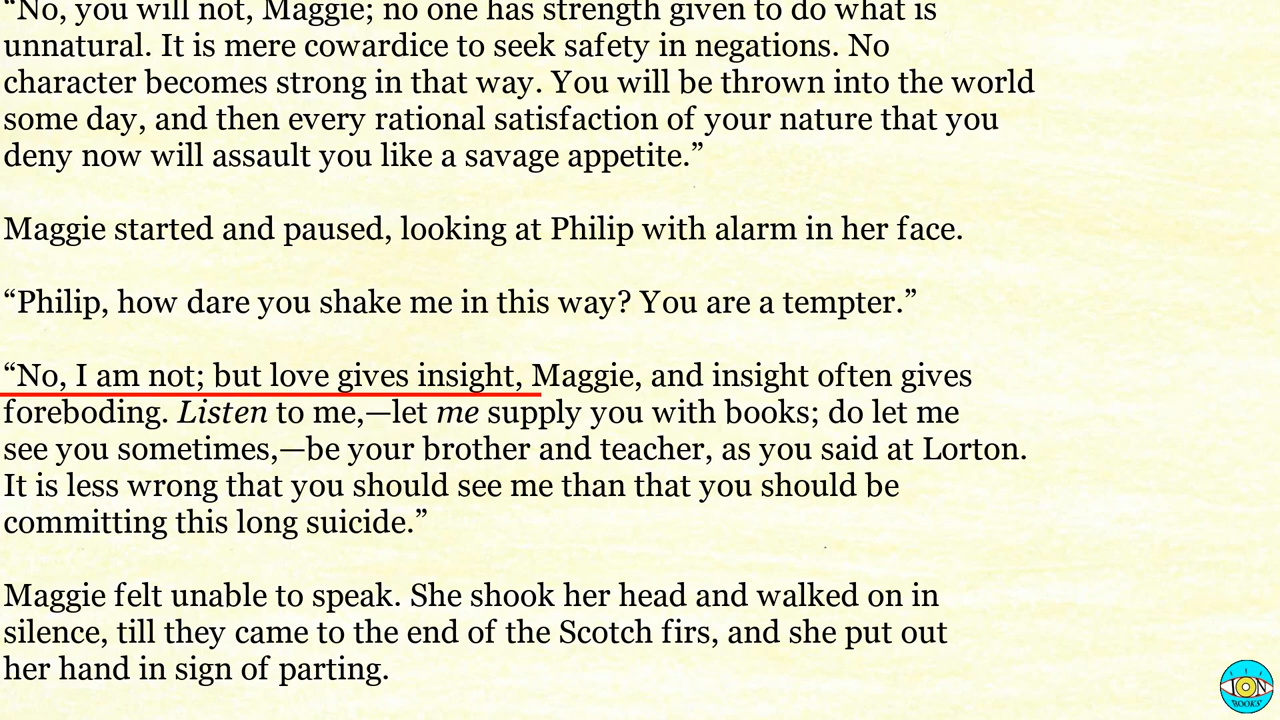 “No, you will not, Maggie; no one has strength given to do what is
unnatural. It is mere cowardice to seek safety in negations. No
character becomes strong in that way. You will be thrown into the world
some day, and then every rational satisfaction of your nature that you
deny now will assault you like a savage appetite.”
Maggie started and paused, looking at Philip with alarm in her face.
“Philip, how dare you shake me in this way? You are a tempter.”
“No, I am not; but love gives insight, Maggie, and insight often gives
foreboding. Listen to me,—let me supply you with books; do let me
see you sometimes,—be your brother and teacher, as you said at Lorton.
It is less wrong that you should see me than that you should be
committing this long suicide.”
Maggie felt unable to speak. She shook her head and walked on in
silence, till they came to the end of the Scotch firs, and she put out
her hand in sign of parting.
ION
BOOKS